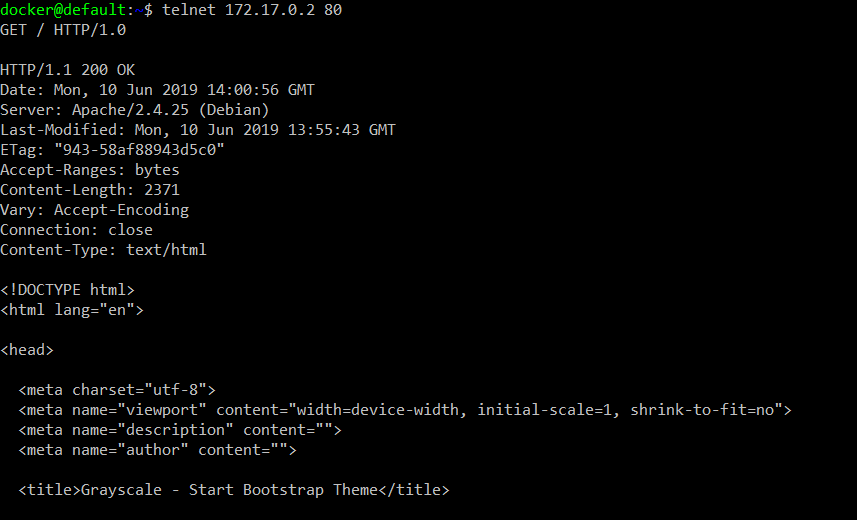 docker@default:~$ telnet 172.17.0.2 80
GET / HTTP/1.0
HTTP/1.1 200 OK
Date: Mon, 10 Jun 2019 14:00:56 GMT
Server: Apache/2.4.25 (Debian)
Last-Modified: Mon, 10 Jun 2019 13:55:43 GMT
ETag: "943-58af88943d5c0"
Accept-Ranges: bytes
Content-Length: 2371
Vary: Accept-Encoding
Connection: close
Content-Type: text/html
<!DOCTYPE html>
<html lang="en">
<head>
<meta charset="utf-8">
<meta name="viewport" content="width=device-width, initial-scale=1, shrink-to-fit=no">
<meta name="description" content="">
<meta name="author" content="">
<title>Grayscale - Start Bootstrap Theme</title>